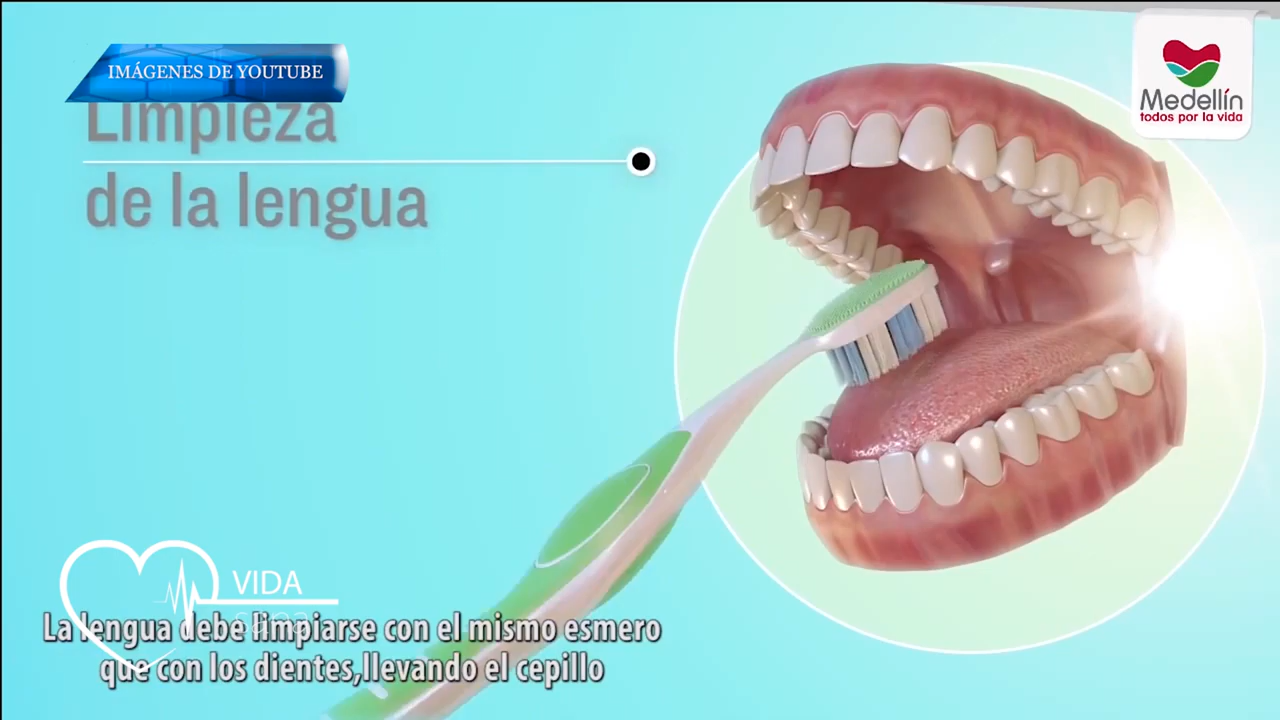 IMÁGENES DE YOUTUBE
Limpieza
de la lengua
Medellín
todos por la vida
VIDA
sana
La lengua debe limpiarse con el mismo esmero
que con los dientes,llevando el cepillo